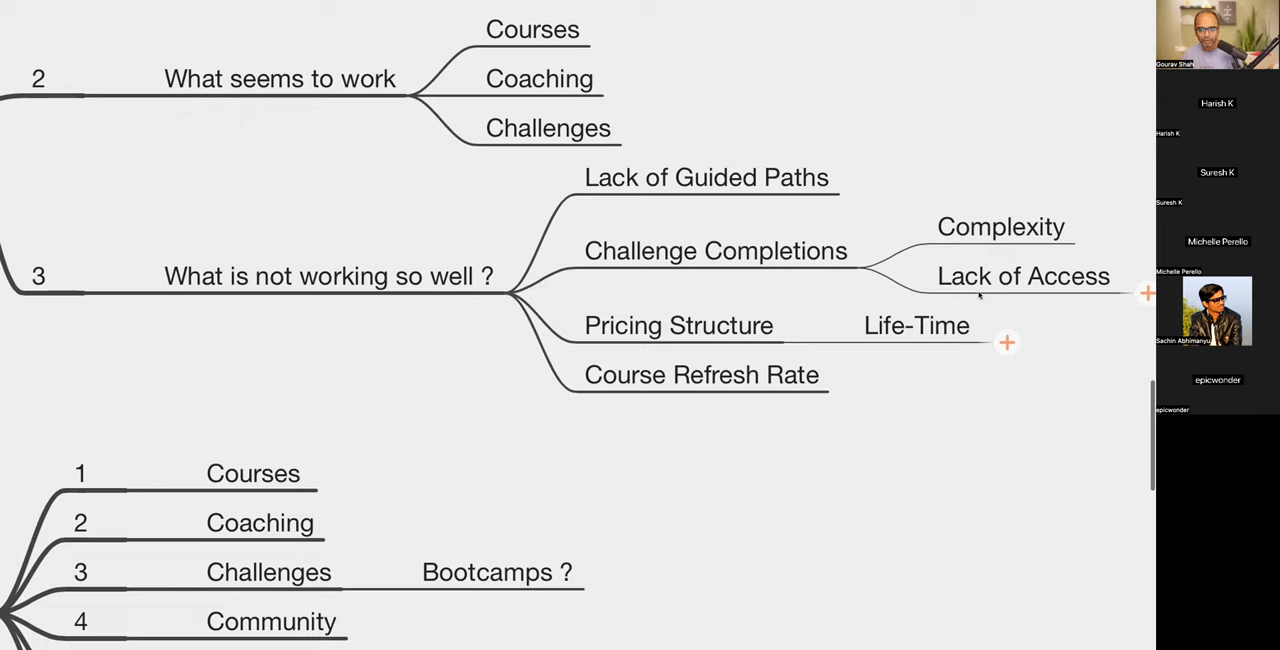 Courses
2 What seems to work
Coaching
Challenges
Lack of Guided Paths
Complexity
Challenge Completions
3 What is not working so well ?
Lack of Access
Pricing Structure
Life-Time
Course Refresh Rate
1 Courses
2 Coaching
3 Challenges
Bootcamps ?
4 Community
Gourav Shah
Harish K
Harish K
Suresh K
Suresh K
Michelle Perello
Michelle Perello
Sachin Abhimanyu
epicwonder
epicwonder